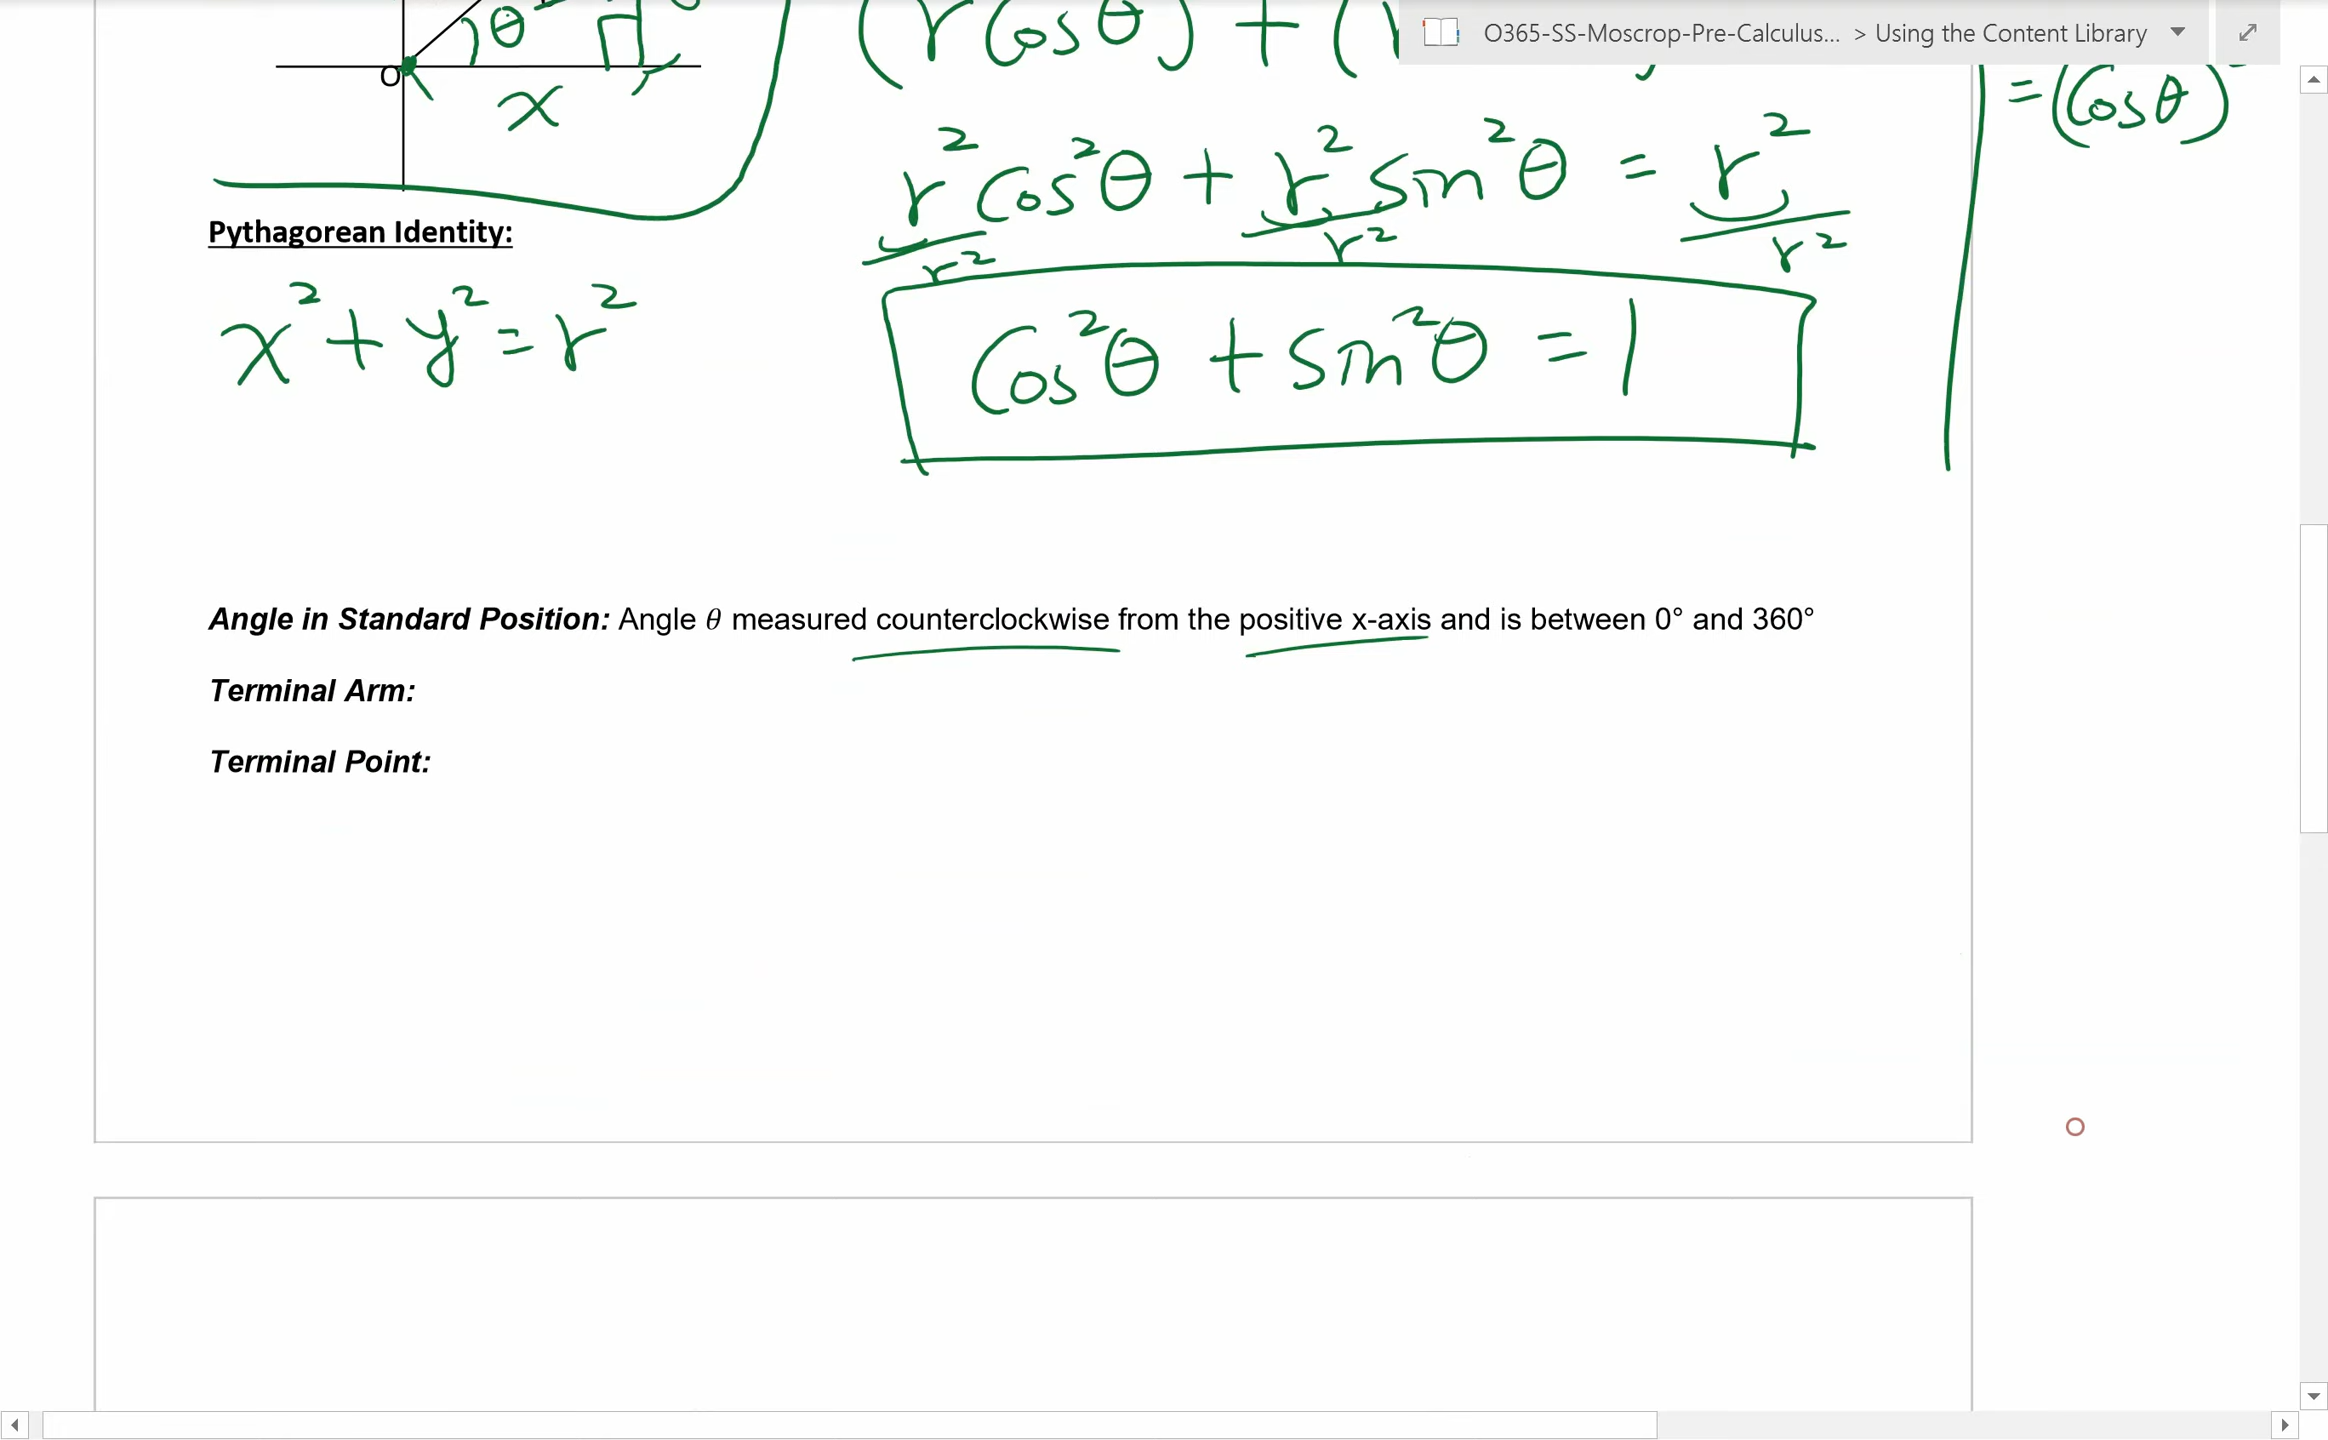 O365-SS-Moscrop-Pre-Calculus... > Using the Content Library
θ
(r cos θ) + (
O
x
= (cos θ)²
r² cos² θ + r² sin² θ = r²
r² r² r²
Pythagorean Identity:
x² + y² = r²
cos² θ + sin² θ = 1
Angle in Standard Position: Angle θ measured counterclockwise from the positive x-axis and is between 0° and 360°
Terminal Arm:
Terminal Point: